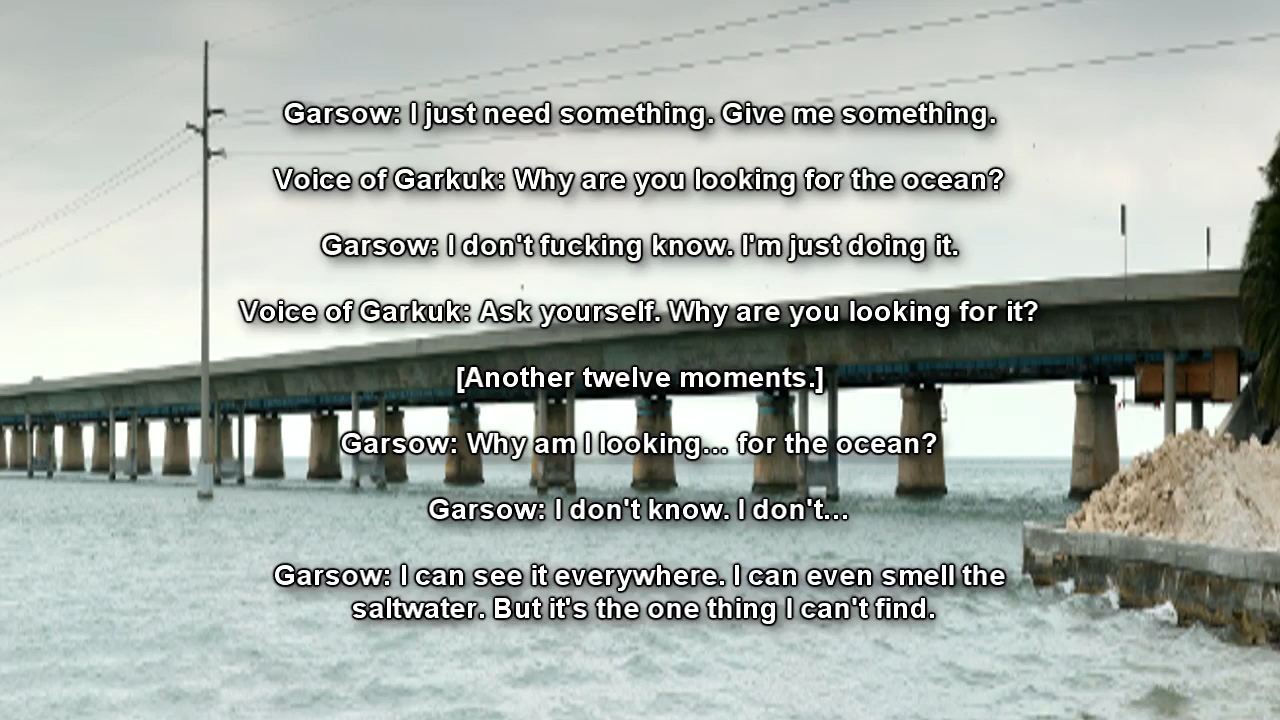 Garsow: I just need something. Give me something.
Voice of Garkuk: Why are you looking for the ocean?
Garsow: I don't fucking know. I'm just doing it.
Voice of Garkuk: Ask yourself. Why are you looking for it?
[Another twelve moments.]
Garsow: Why am I looking... for the ocean?
Garsow: I don't know. I don't...
Garsow: I can see it everywhere. I can even smell the
saltwater. But it's the one thing I can't find.